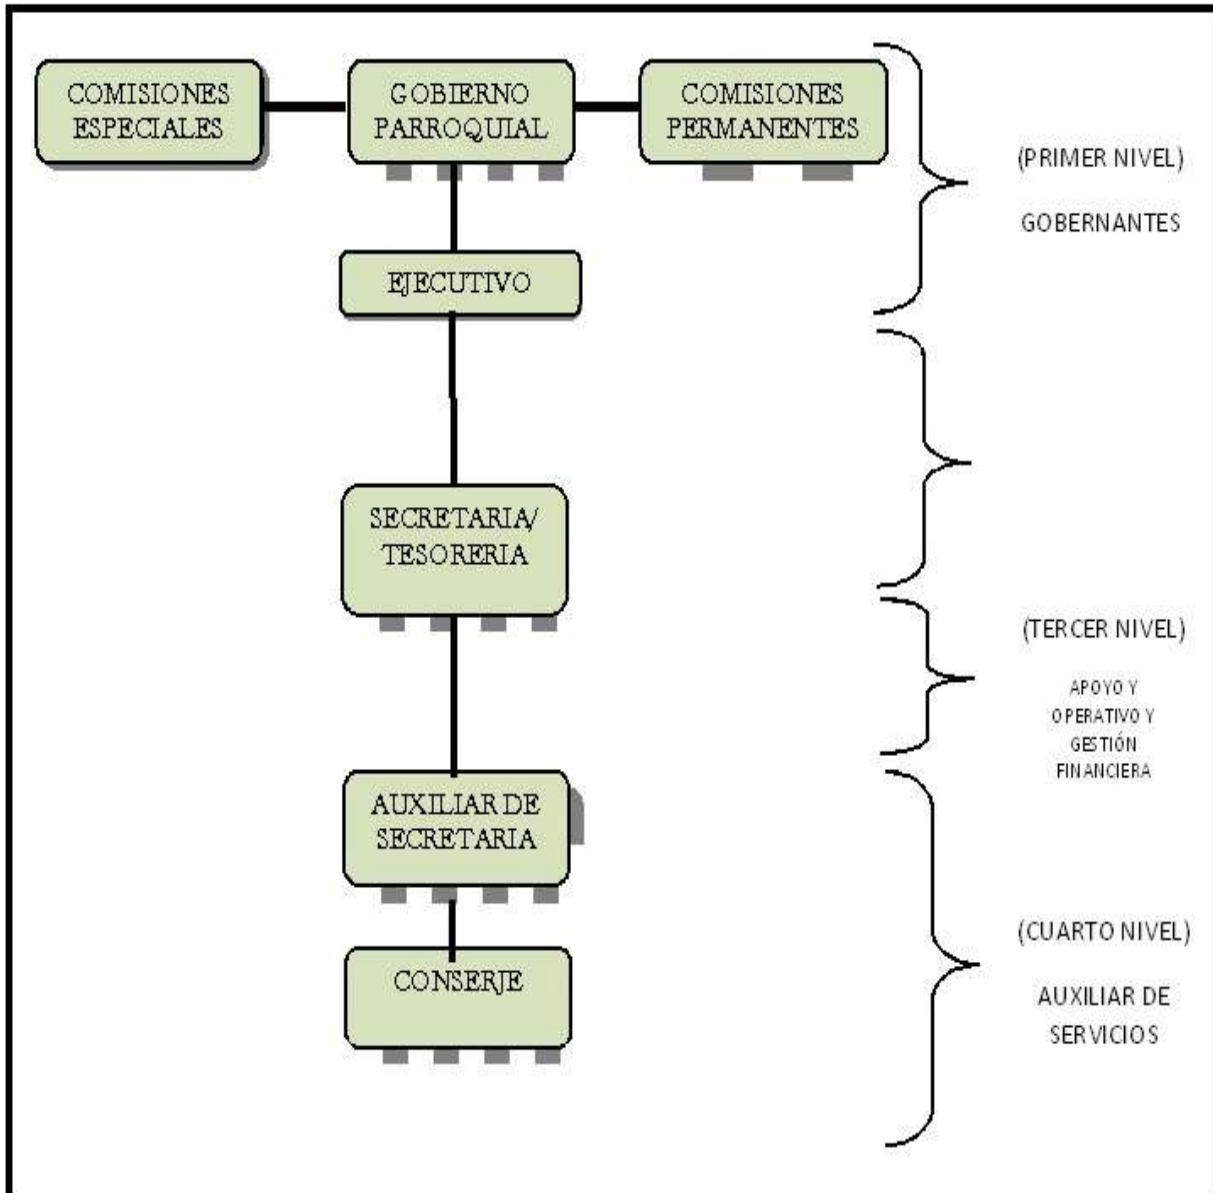 COMISIONES
ESPECIALES
GOBIERNO
PARROQUIAL
COMISIONES
PERMANENTES
(PRIMER NIVEL)
GOBERNANTES
EJECUTIVO
SECRETARIA/
TESORERIA
(TERCER NIVEL)
APOYO Y
OPERATIVO Y
GESTIÓN
FINANCIERA
AUXILIAR DE
SECRETARIA
CONSERJE
(CUARTO NIVEL)
AUXILIAR DE
SERVICIOS